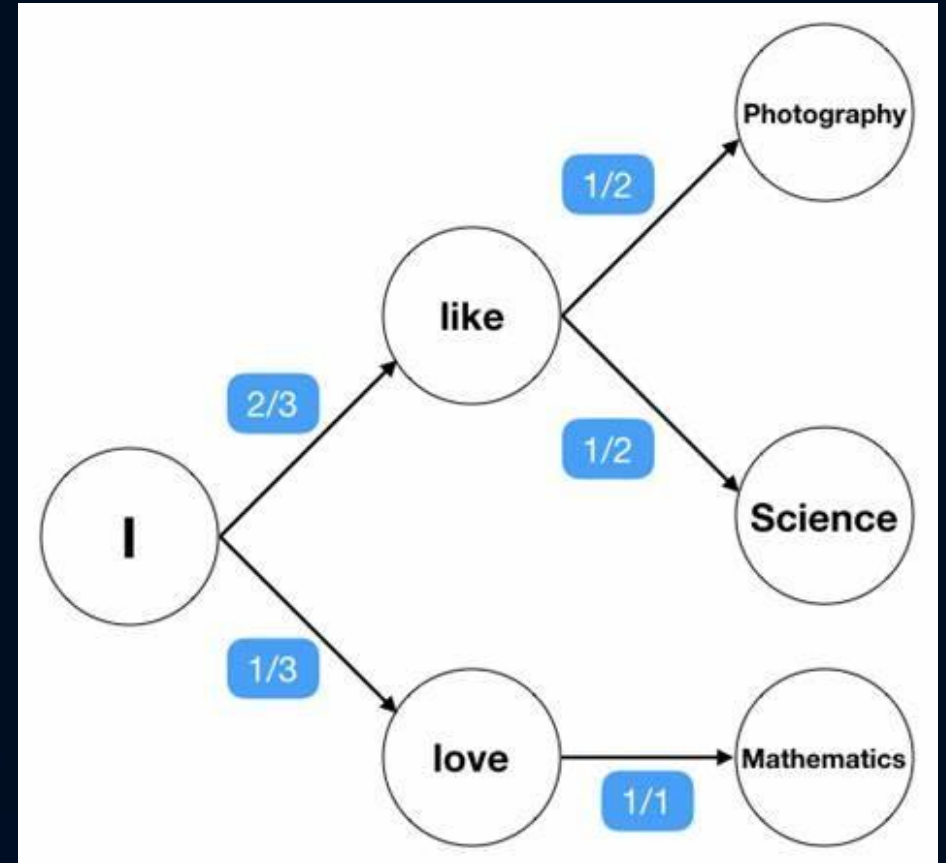 Photography
1/2
like
2/3
1/2
Science
I
1/3
love
Mathematics
1/1